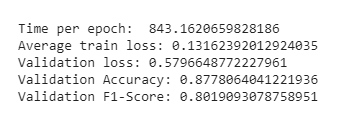 Time per epoch:  843.1620659828186
Average train loss: 0.13162392012924035
Validation loss: 0.5796648772227961
Validation Accuracy: 0.8778064041221936
Validation F1-Score: 0.8019093078758951